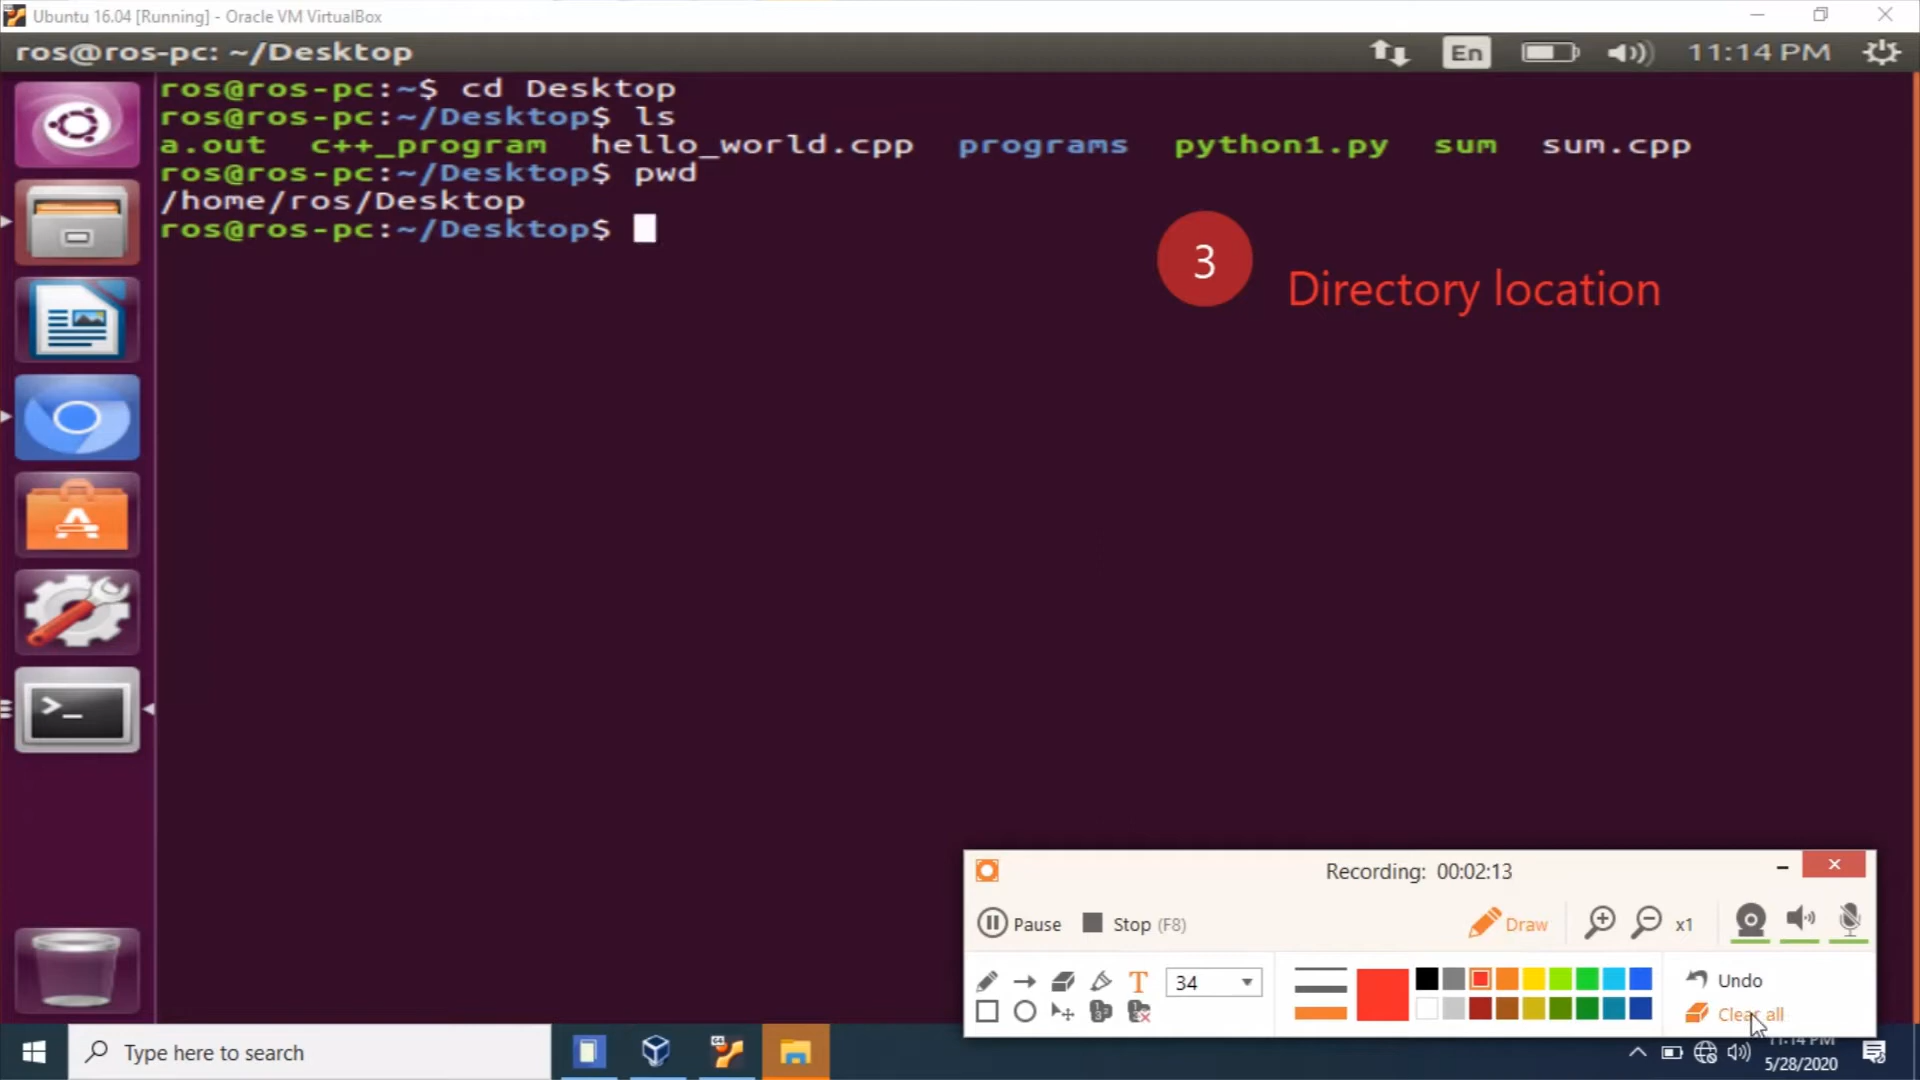 Ubuntu 16.04 [Running] - Oracle VM VirtualBox
ros@ros-pc: ~/Desktop
En
11:14 PM
ros@ros-pc:~$ cd Desktop
ros@ros-pc:~/Desktop$ ls
a.out c++_program hello_world.cpp programs python1.py sum sum.cpp
ros@ros-pc:~/Desktop$ pwd
/home/ros/Desktop
ros@ros-pc:~/Desktop$
3
Directory location
Recording: 00:02:13
Pause
Stop (F8)
Draw
x1
T
34
Undo
Clear all
Type here to search
11:14 PM
5/28/2020